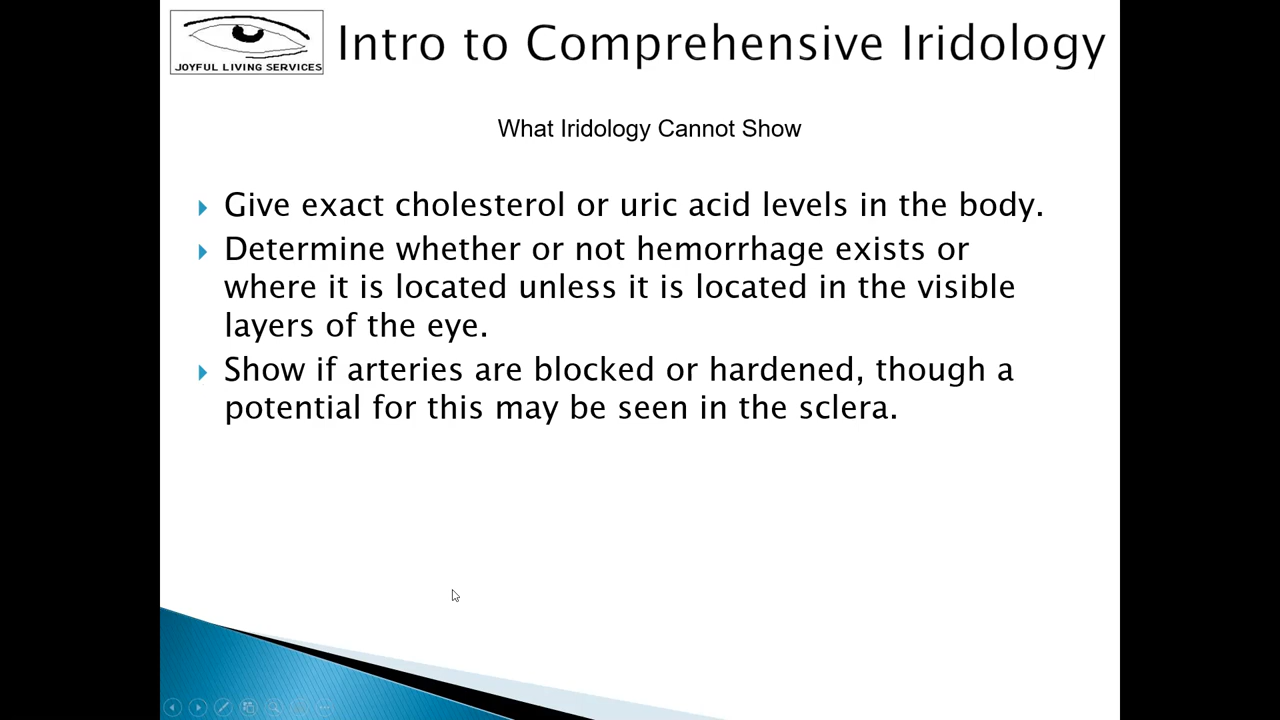 JOYFUL LIVING SERVICES
Intro to Comprehensive Iridology
What Iridology Cannot Show
Give exact cholesterol or uric acid levels in the body.
Determine whether or not hemorrhage exists or
where it is located unless it is located in the visible
layers of the eye.
Show if arteries are blocked or hardened, though a
potential for this may be seen in the sclera.